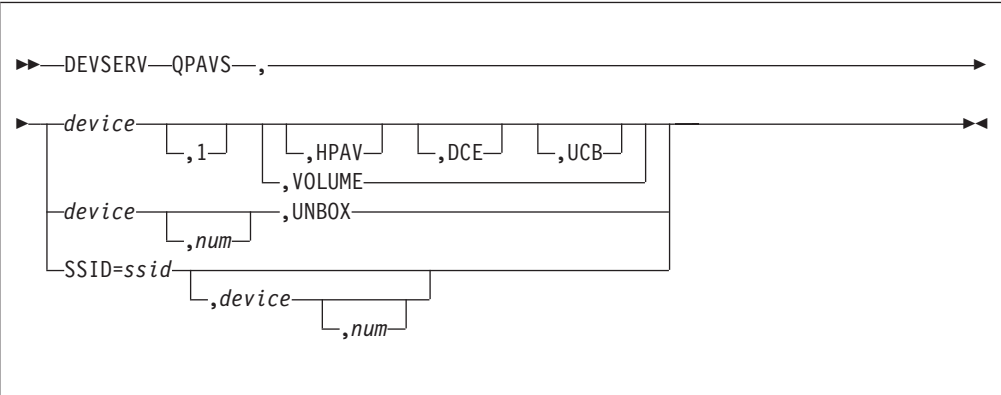 DEVSERV QPAVS ,
device ,1 ,HPAV ,DCE ,UCB
,VOLUME
device ,num ,UNBOX
SSID=ssid ,device ,num